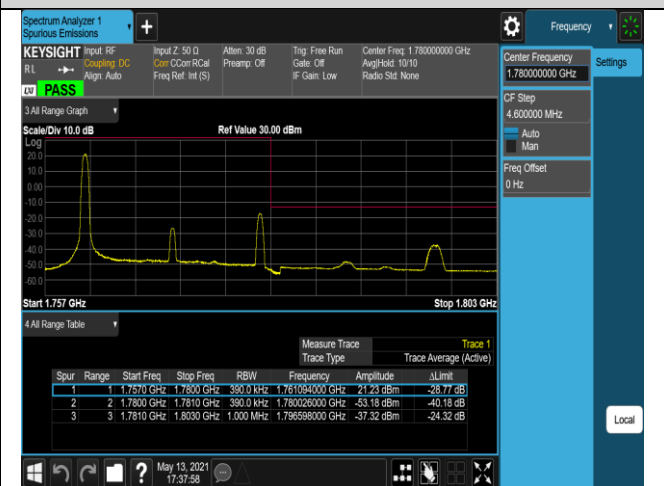 Spectrum Analyzer 1
Spurious Emissions
Frequency
KEYSIGHT Input: RF Input Z: 50 Ω Atten: 30 dB Trig: Free Run Center Freq: 1.780000000 GHz
RL Coupling: DC Corr CCorr RCal Preamp: Off Gate: Off Avg|Hold: 10/10
Align: Auto Freq Ref: Int (S) IF Gain: Low Radio Std: None
LXI PASS
Center Frequency
1.780000000 GHz
Settings
CF Step
4.600000 MHz
Auto
Man
Freq Offset
0 Hz
3 All Range Graph
Scale/Div 10.0 dB Ref Value 30.00 dBm
Log
20.0
10.0
0.00
-10.0
-20.0
-30.0
-40.0
-50.0
-60.0
Start 1.757 GHz Stop 1.803 GHz
4 All Range Table
Measure Trace Trace 1
Trace Type Trace Average (Active)
Spur Range Start Freq Stop Freq RBW Frequency Amplitude ΔLimit
1 1 1.7570 GHz 1.7800 GHz 390.0 kHz 1.761094000 GHz 21.23 dBm -28.77 dB
2 2 1.7800 GHz 1.7810 GHz 390.0 kHz 1.780026000 GHz -53.18 dBm -40.18 dB
3 3 1.7810 GHz 1.8030 GHz 1.000 MHz 1.796598000 GHz -37.32 dBm -24.32 dB
Local
May 13, 2021
17:37:58